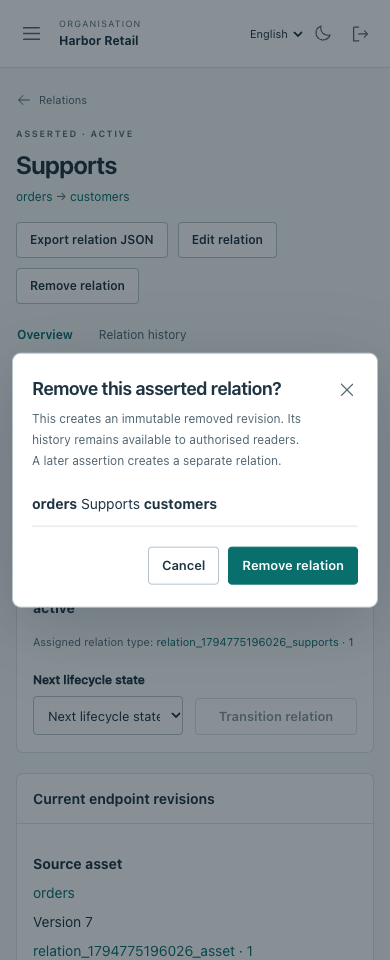 ORGANISATION
Harbor Retail
English
Relations
ASSERTED · ACTIVE
Supports
orders → customers
Export relation JSON
Edit relation
Remove relation
Overview
Relation history
Remove this asserted relation?
This creates an immutable removed revision. Its
history remains available to authorised readers.
A later assertion creates a separate relation.
orders Supports customers
Cancel
Remove relation
active
Assigned relation type: relation_1794775196026_supports · 1
Next lifecycle state
Next lifecycle state
Transition relation
Current endpoint revisions
Source asset
orders
Version 7
relation_1794775196026_asset · 1